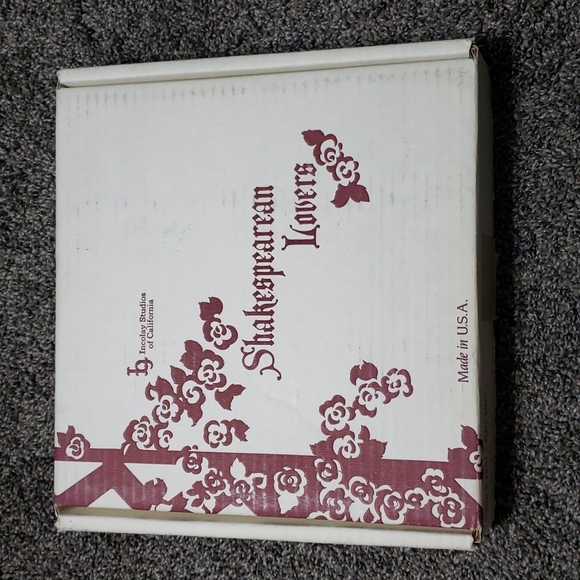 Incolay Studios
of California
Shakespearean
Lovers
Made in U.S.A.